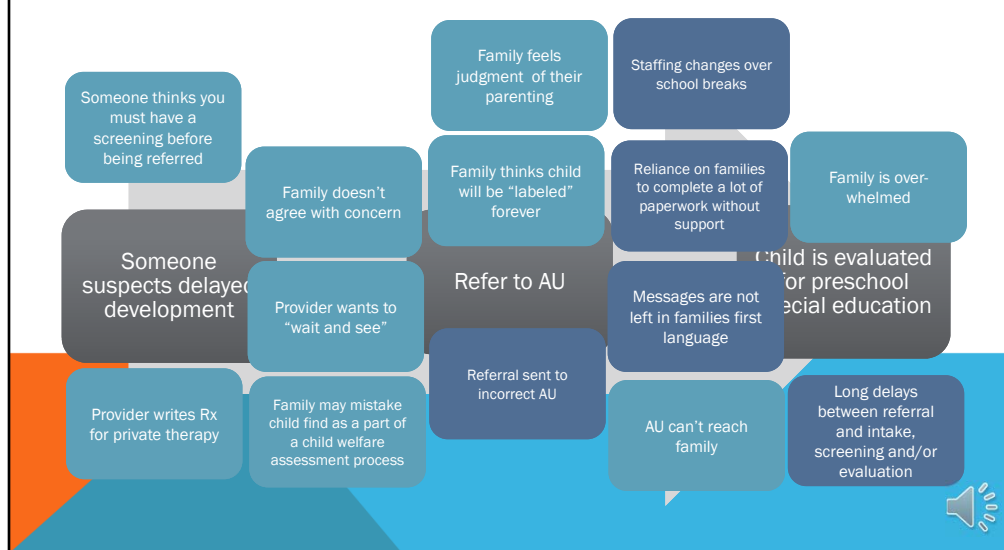 Someone thinks you
must have a
screening before
being referred
Family doesn't
agree with concern
Family feels
judgment of their
parenting
Staffing changes over
school breaks
Family thinks child
will be "labeled"
forever
Reliance on families
to complete a lot of
paperwork without
support
Family is over-
whelmed
Someone
suspects delayed
development
Provider wants to
"wait and see"
Refer to AU
Messages are not
left in families first
language
Child is evaluated
for preschool
special education
Provider writes Rx
for private therapy
Family may mistake
child find as a part of
a child welfare
assessment process
Referral sent to
incorrect AU
AU can't reach
family
Long delays
between referral
and intake,
screening and/or
evaluation